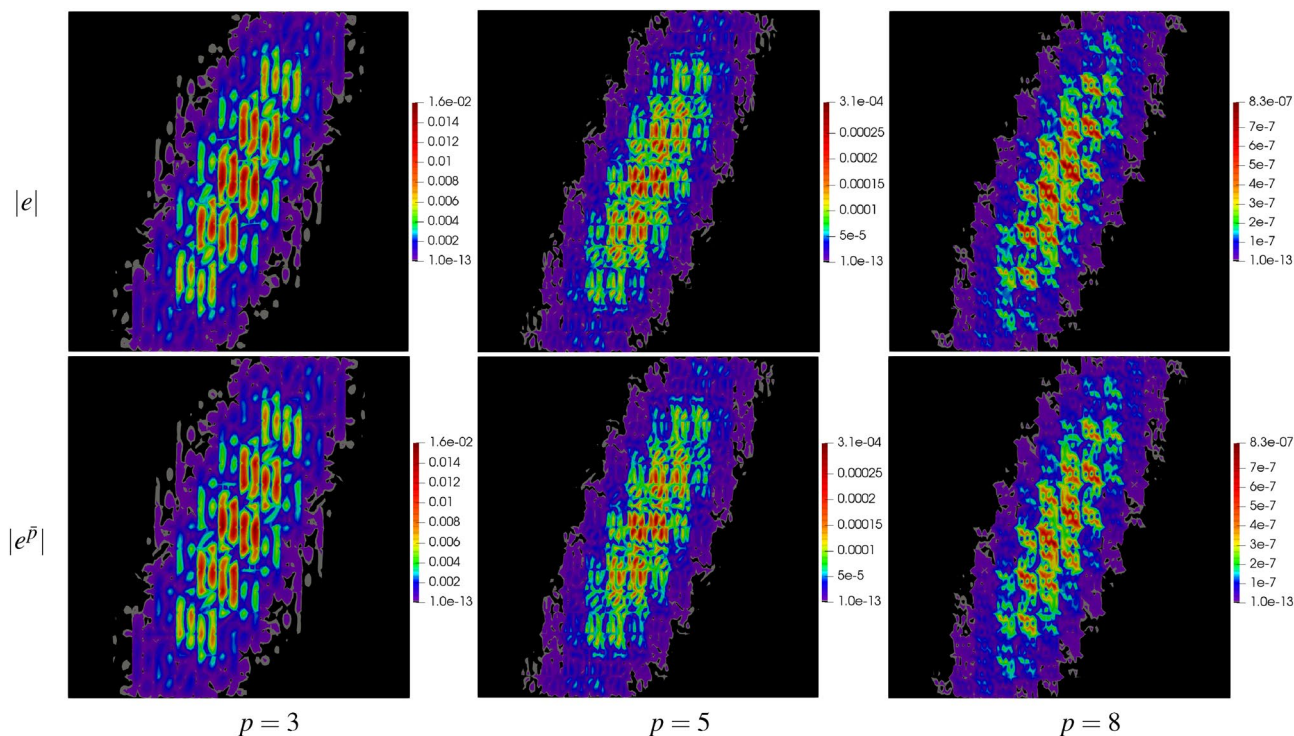 1.6e-02
0.014
0.012
0.01
0.008
0.006
0.004
0.002
1.0e-13
3.1e-04
0.00025
0.0002
0.00015
0.0001
5e-5
1.0e-13
8.3e-07
7e-7
6e-7
5e-7
4e-7
3e-7
2e-7
1e-7
1.0e-13
|e|
1.6e-02
0.014
0.012
0.01
0.008
0.006
0.004
0.002
1.0e-13
3.1e-04
0.00025
0.0002
0.00015
0.0001
5e-5
1.0e-13
8.3e-07
7e-7
6e-7
5e-7
4e-7
3e-7
2e-7
1e-7
1.0e-13
|e^p̄|
p = 3
p = 5
p = 8